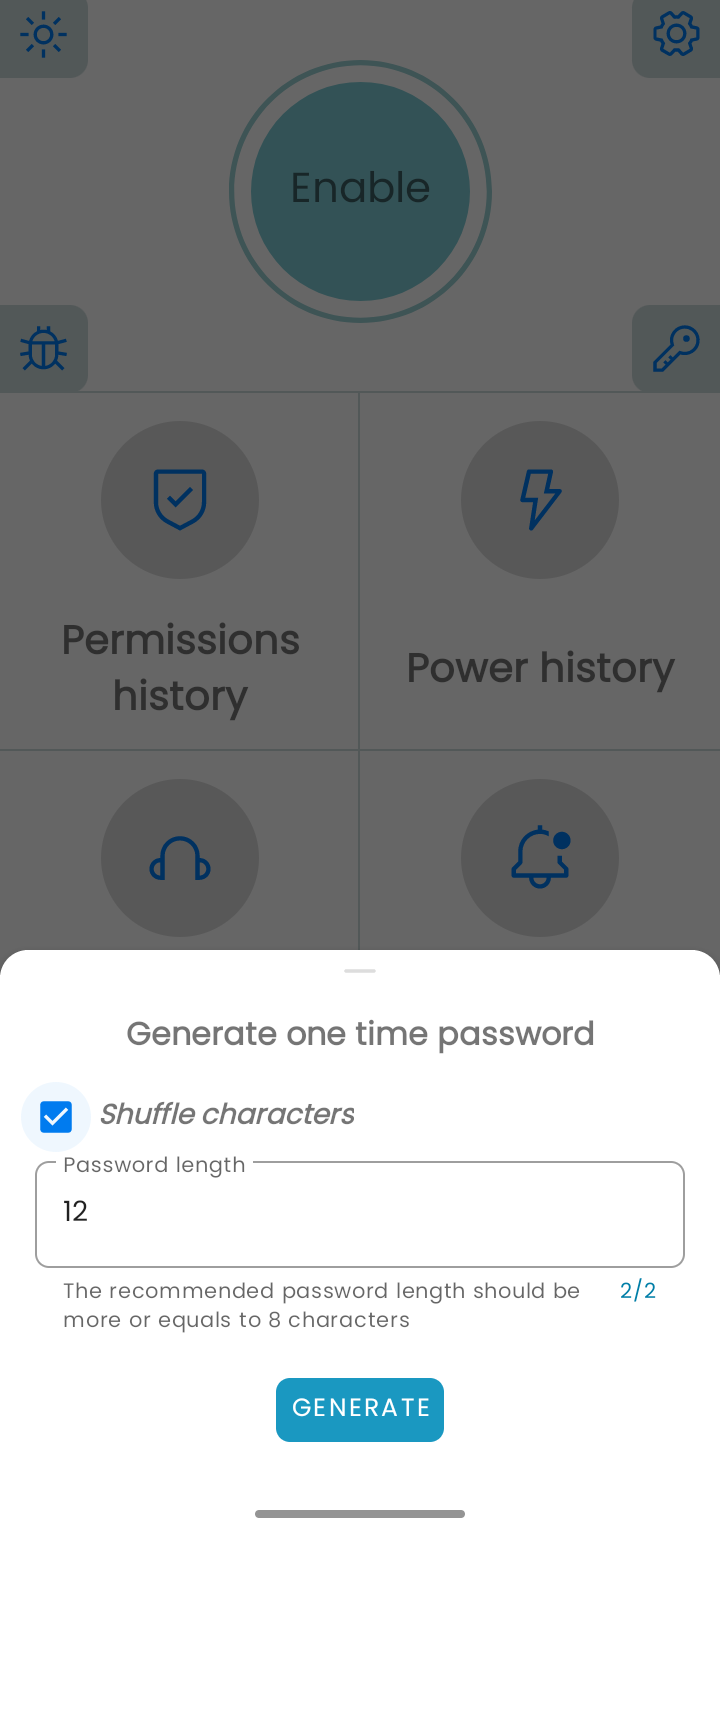 Enable
Permissions
history
Power history
Generate one time password
Shuffle characters
Password length
12
The recommended password length should be 2/2
more or equals to 8 characters
GENERATE